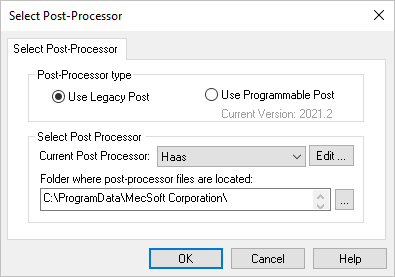 Select Post-Processor
Select Post-Processor
Post-Processor type
Use Legacy Post
Use Programmable Post
Current Version: 2021.2
Select Post Processor
Current Post Processor: Haas Edit ...
Folder where post-processor files are located:
C:\ProgramData\MecSoft Corporation\ ...
OK Cancel Help